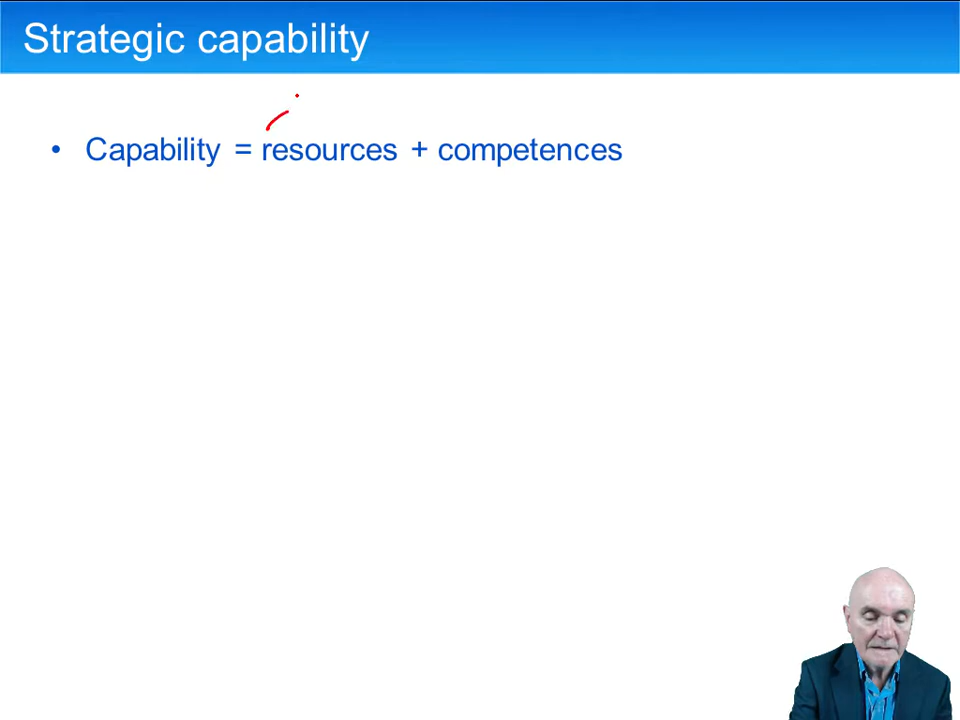 Strategic capability
• Capability = resources + competences